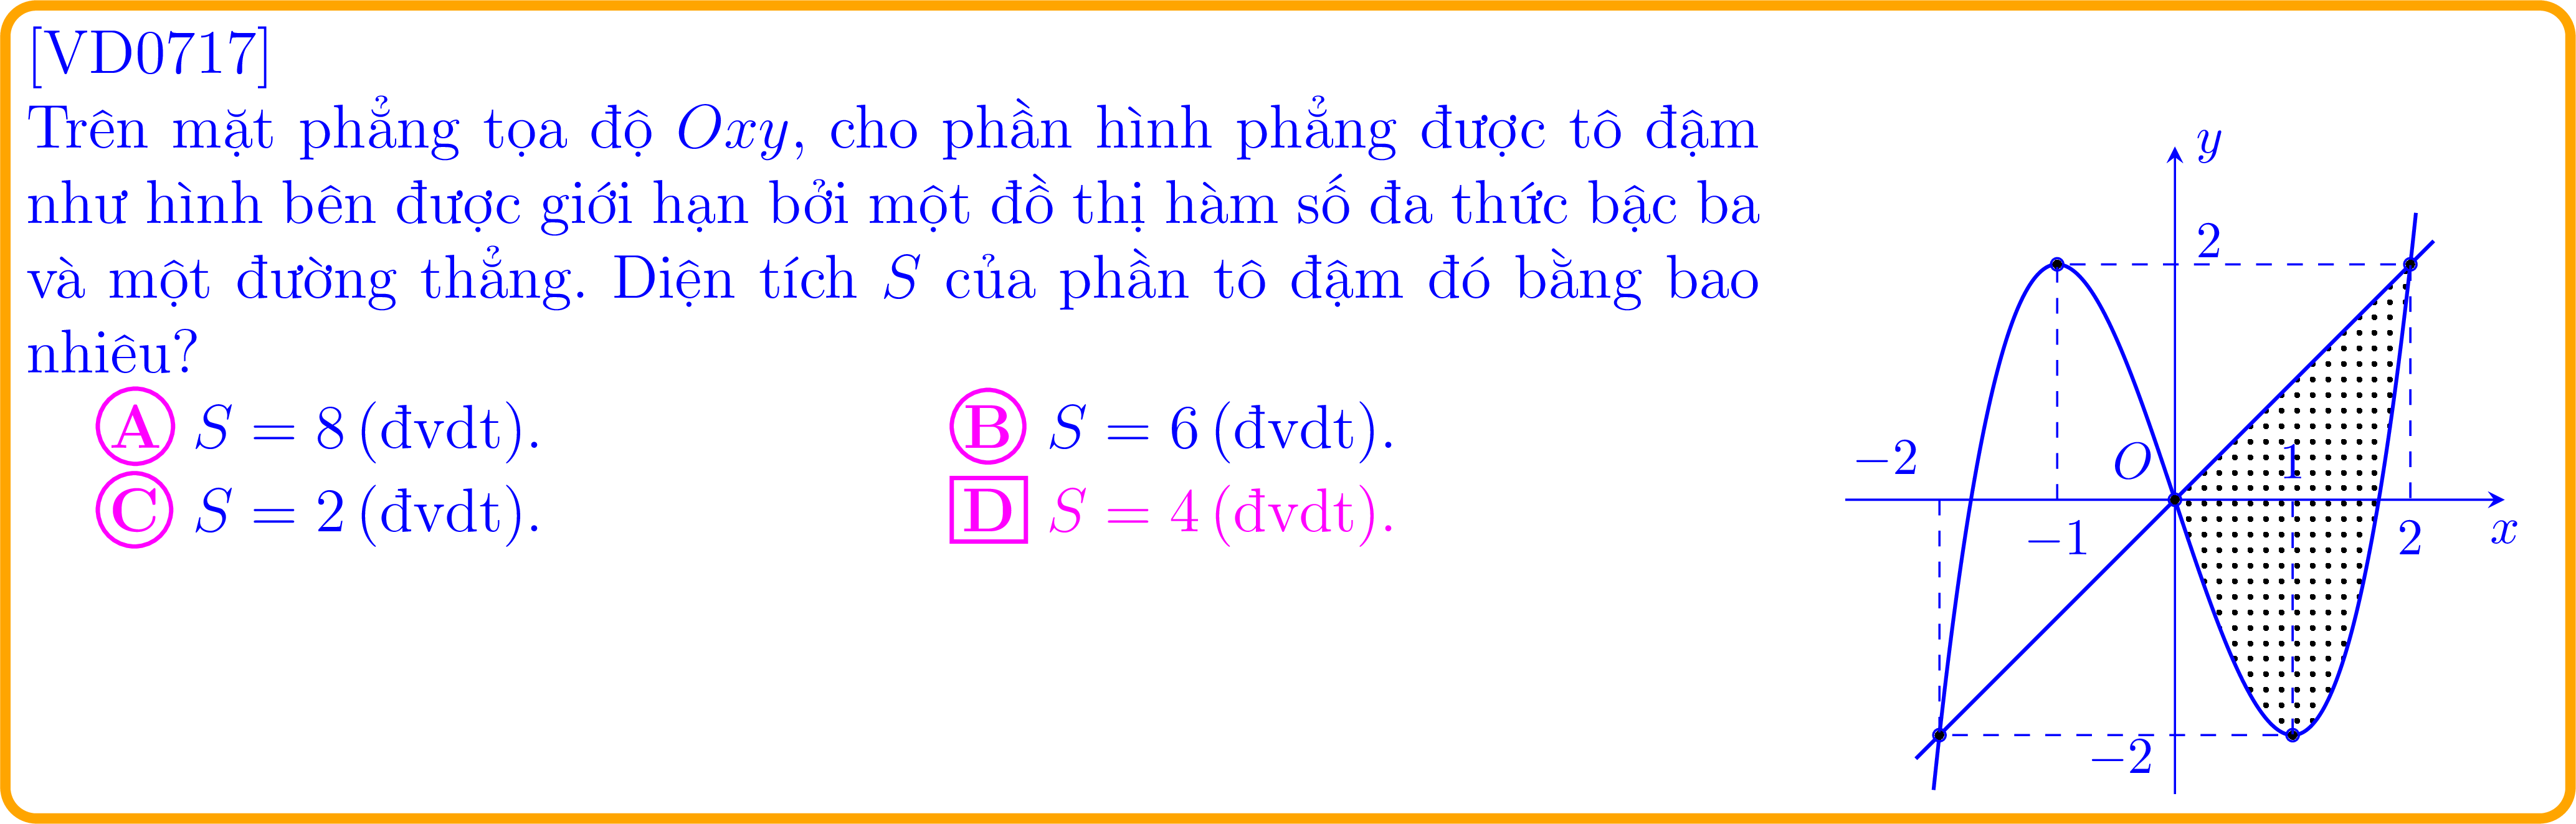 [VD0717]
Trên mặt phẳng tọa độ Oxy, cho phần hình phẳng được tô đậm
như hình bên được giới hạn bởi một đồ thị hàm số đa thức bậc ba
và một đường thẳng. Diện tích S của phần tô đậm đó bằng bao
nhiêu?
A S = 8 (đvdt).
B S = 6 (đvdt).
C S = 2 (đvdt).
D S = 4 (đvdt).
y
2
−2
O
1
−1
2
x
−2